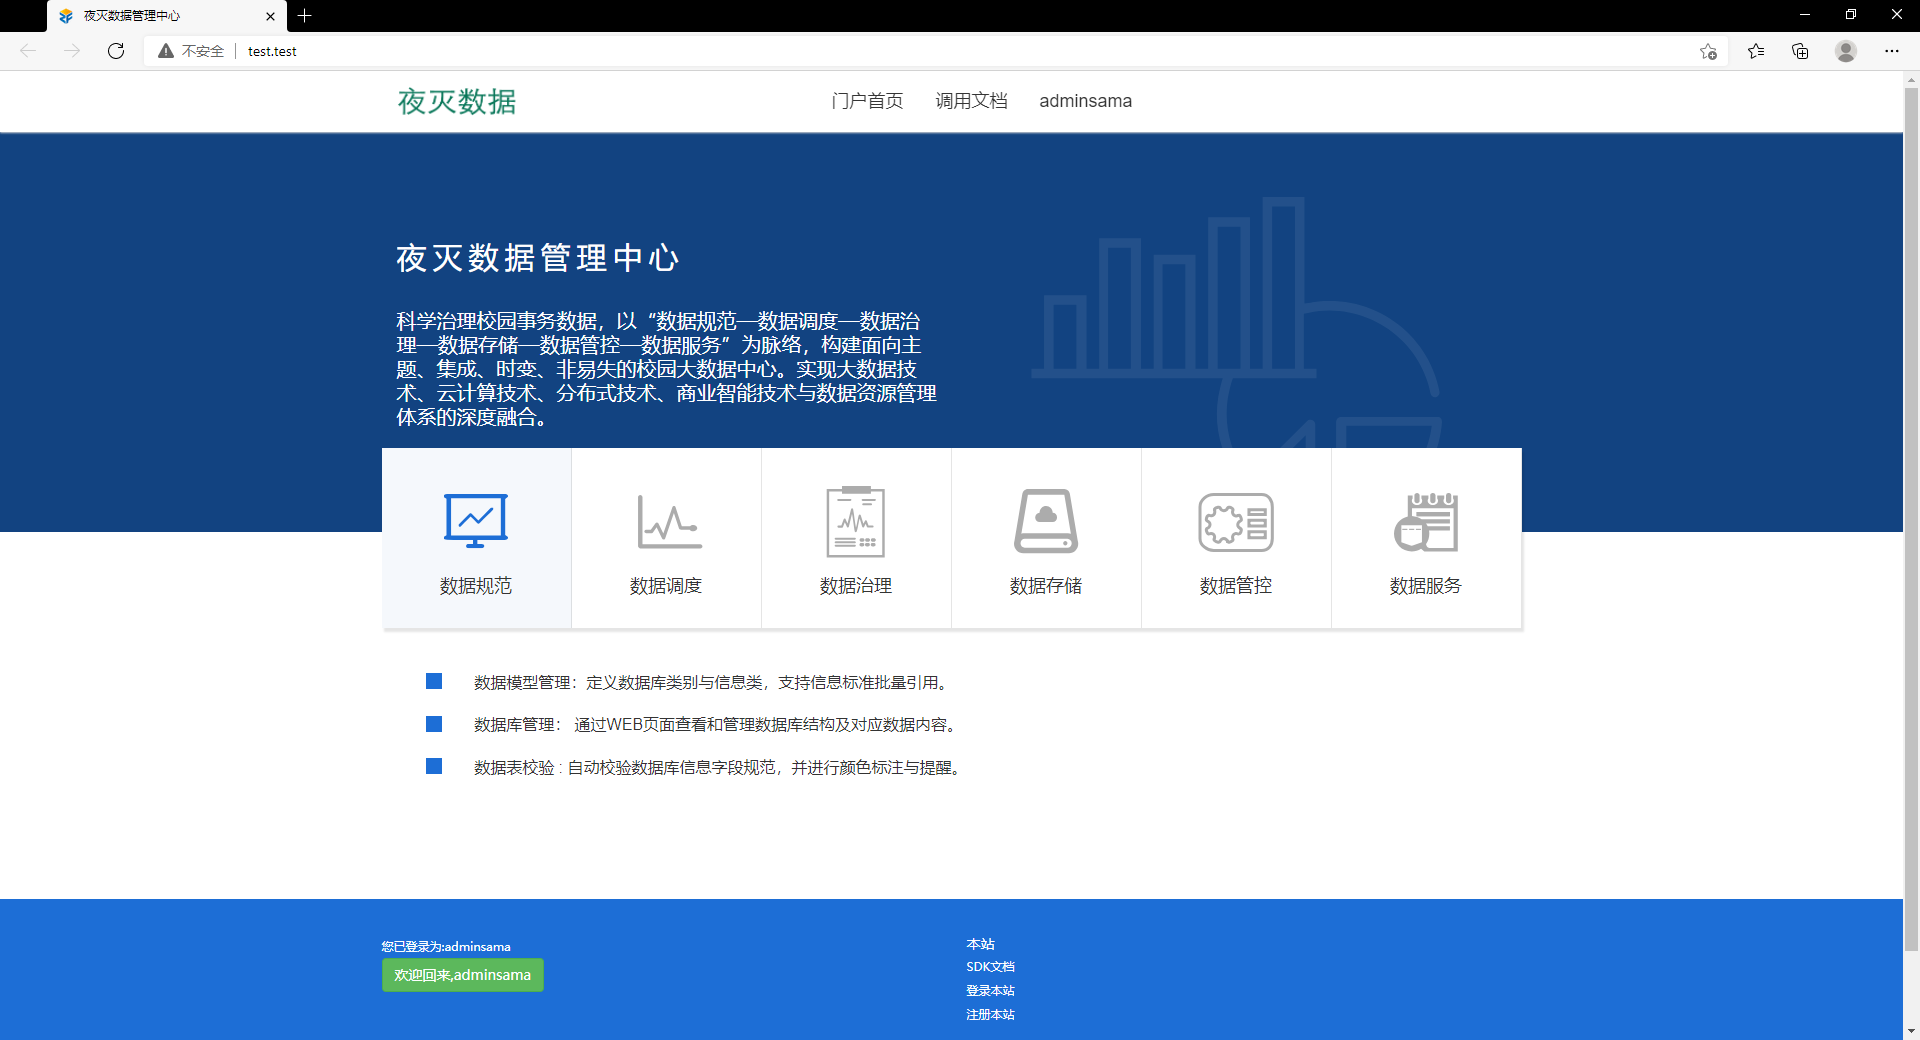 夜灭数据管理中心
不安全
test.test
夜灭数据
门户首页 调用文档 adminsama
夜灭数据管理中心
科学治理校园事务数据，以“数据规范—数据调度—数据治
理—数据存储—数据管控—数据服务”为脉络，构建面向主
题、集成、时变、非易失的校园大数据中心。实现大数据技
术、云计算技术、分布式技术、商业智能技术与数据资源管理
体系的深度融合。
数据规范 数据调度 数据治理 数据存储 数据管控 数据服务
数据模型管理：定义数据库类别与信息类，支持信息标准批量引用。
数据库管理： 通过WEB页面查看和管理数据库结构及对应数据内容。
数据表校验 : 自动校验数据库信息字段规范，并进行颜色标注与提醒。
您已登录为:adminsama
欢迎回来,adminsama
本站
SDK文档
登录本站
注册本站